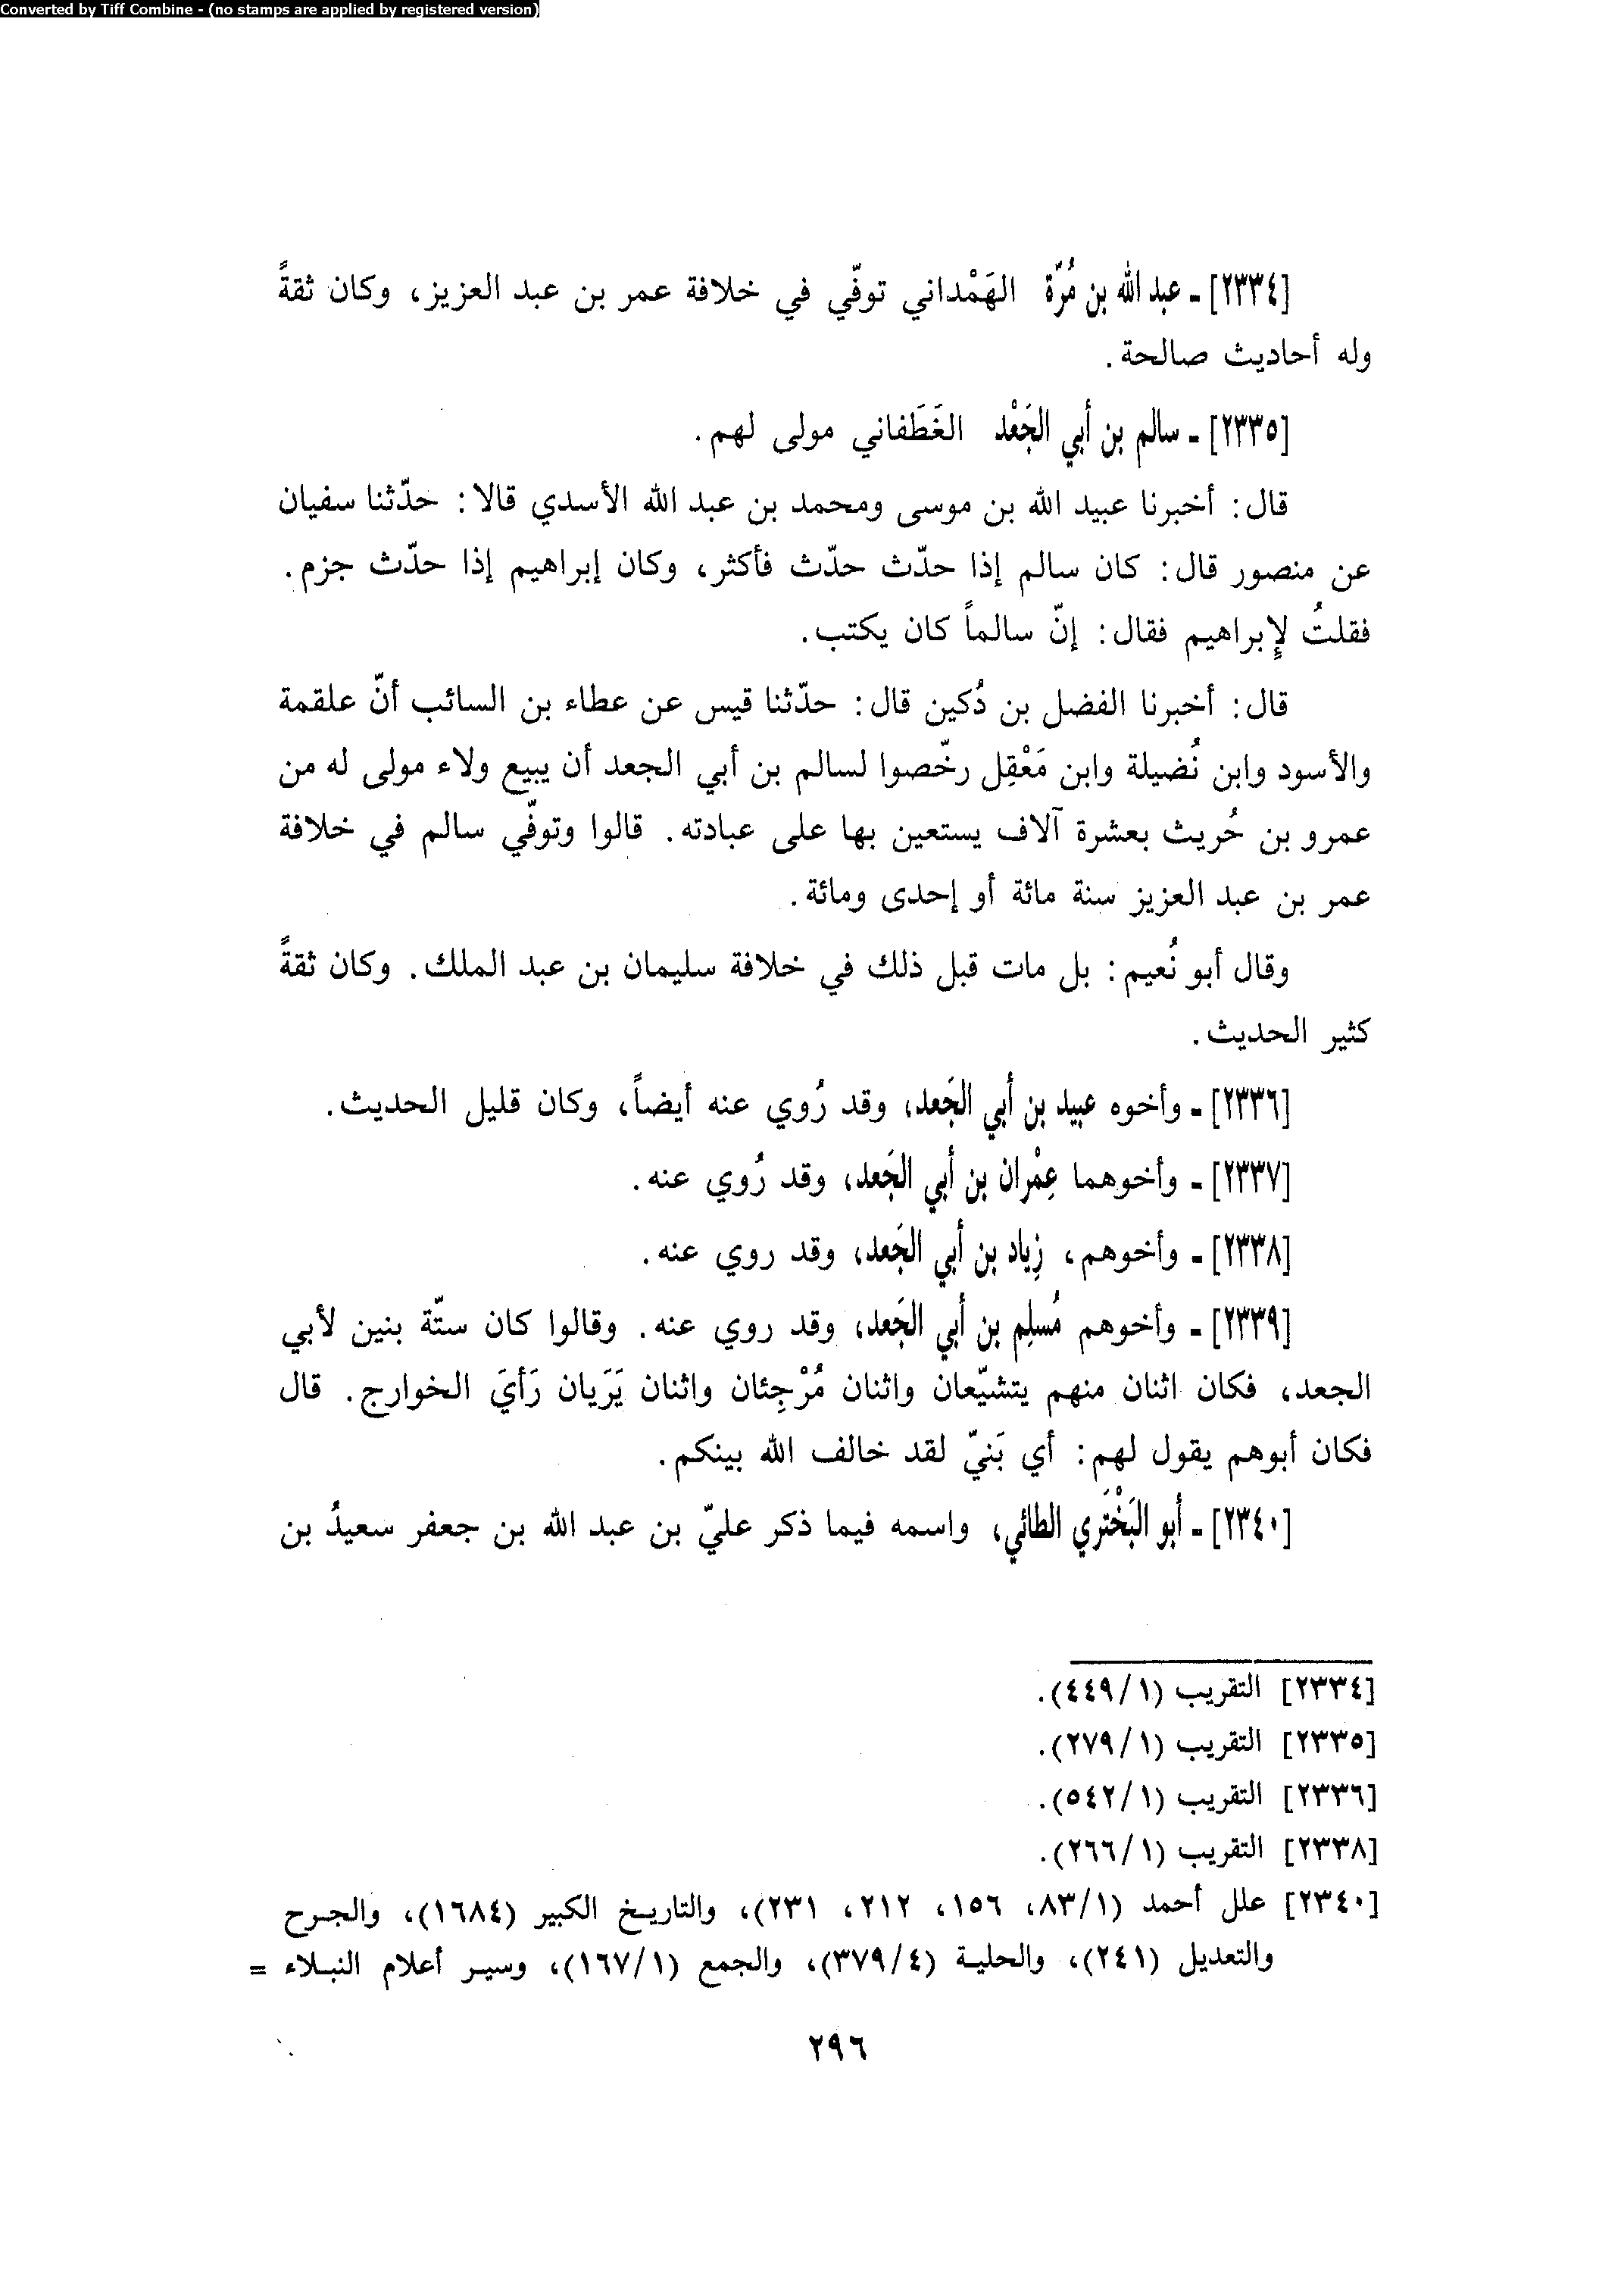 Converted by Tiff Combine - (no stamps are applied by registered version)
[٢٣٣٤] - عبد الله بن مُرّة الهَمْداني توفّي في خلافة عمر بن عبد العزيز، وكان ثقةً
وله أحاديث صالحة.
[٢٣٣٥] - سالم بن أبي الجَعْد الغَطَفاني مولى لهم.
قال: أخبرنا عبيد الله بن موسى ومحمد بن عبد الله الأسدي قالا: حدّثنا سفيان
عن منصور قال: كان سالم إذا حدّث حدّث فأكثر، وكان إبراهيم إذا حدّث جزم.
فقلتُ لإبراهيم فقال: إنّ سالماً كان يكتب.
قال: أخبرنا الفضل بن دُكين قال: حدّثنا قيس عن عطاء بن السائب أنّ علقمة
والأسود وابن نُضيلة وابن مَعْقِل رخّصوا لسالم بن أبي الجعد أن يبيع ولاء مولى له من
عمرو بن حُريث بعشرة آلاف يستعين بها على عبادته. قالوا وتوفّي سالم في خلافة
عمر بن عبد العزيز سنة مائة أو إحدى ومائة.
وقال أبو نُعيم: بل مات قبل ذلك في خلافة سليمان بن عبد الملك. وكان ثقةً
كثير الحديث.
[٢٣٣٦] - وأخوه عبيد بن أبي الجَعد، وقد رُوي عنه أيضاً، وكان قليل الحديث.
[٢٣٣٧] - وأخوهما عِمْران بن أبي الجَعد، وقد رُوي عنه.
[٢٣٣٨] - وأخوهم، زِياد بن أبي الجَعد، وقد روي عنه.
[٢٣٣٩] - وأخوهم مُسلِم بن أبي الجَعد، وقد روي عنه. وقالوا كان ستّة بنين لأبي
الجعد، فكان اثنان منهم يتشيّعان واثنان مُرْجِئان واثنان يَرَيان رَأيَ الخوارج. قال
فكان أبوهم يقول لهم: أي بَنيّ لقد خالف الله بينكم.
[٢٣٤٠] - أبو البَخْتَري الطائي، واسمه فيما ذكر عليّ بن عبد الله بن جعفر سعيدُ بن
[٢٣٣٤] التقريب (١/٤٤٩).
[٢٣٣٥] التقريب (١/٢٧٩).
[٢٣٣٦] التقريب (١/٥٤٢).
[٢٣٣٨] التقريب (١/٢٦٦).
[٢٣٤٠] علل أحمد (١/٨٣، ١٥٦، ٢١٢، ٢٣١)، والتاريخ الكبير (١٦٨٤)، والجرح
والتعديل (٢٤١)، والحلية (٤/٣٧٩)، والجمع (١/١٦٧)، وسير أعلام النبلاء =
٢٩٦